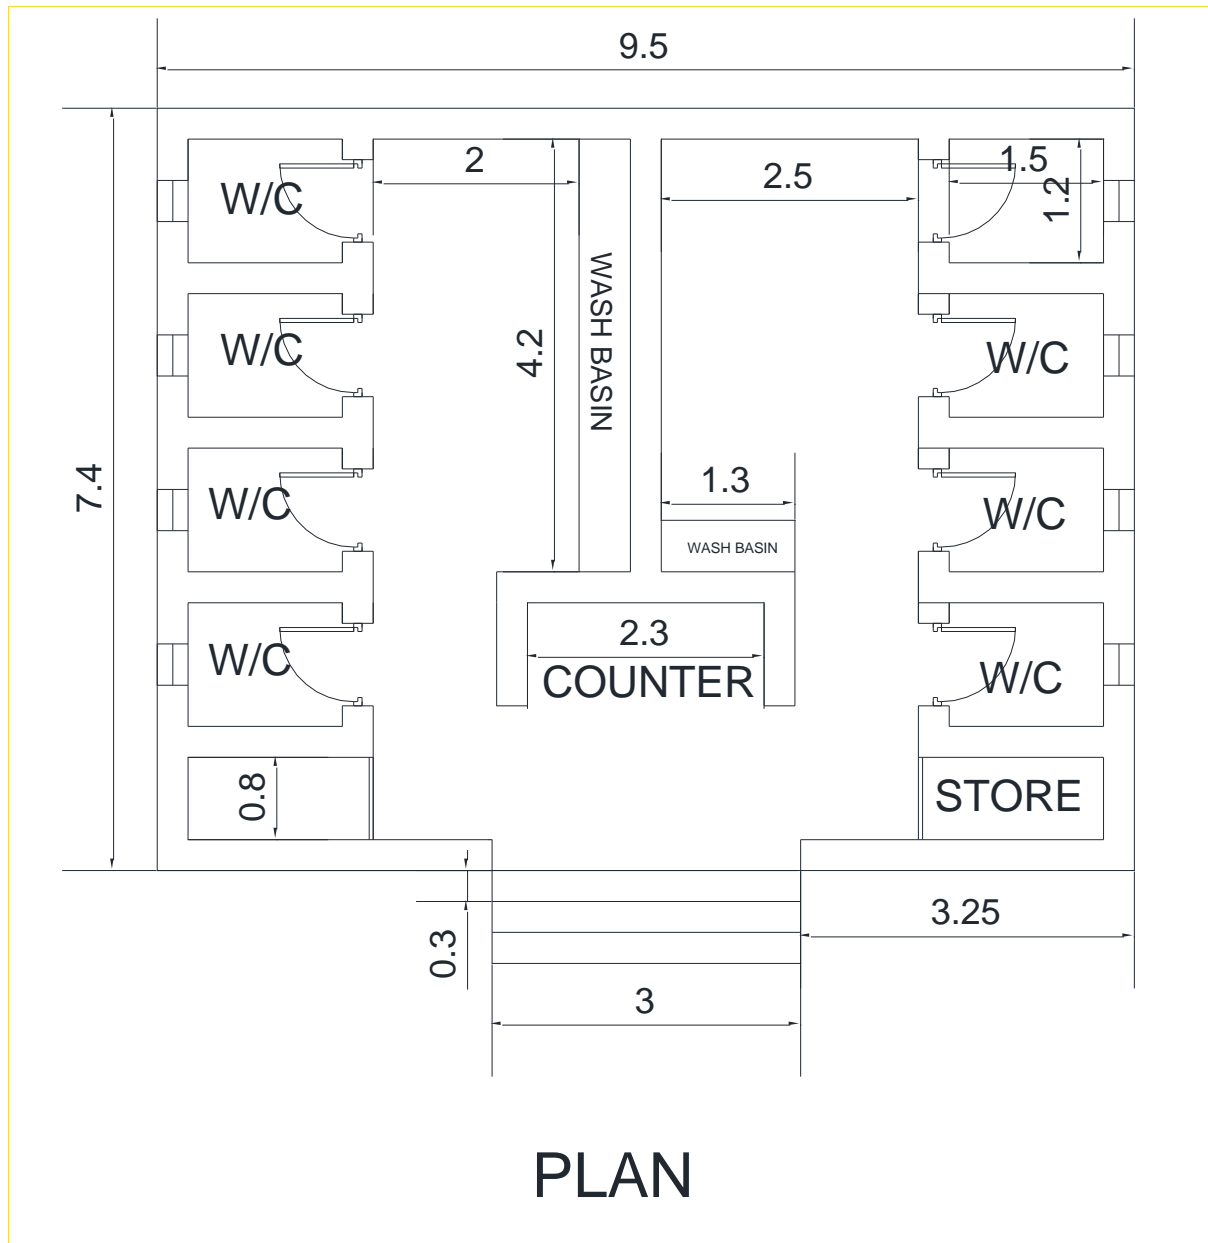 9.5
2
2.5
1.5
1.2
W/C
WASH BASIN
4.2
W/C
W/C
7.4
1.3
W/C
W/C
WASH BASIN
2.3
COUNTER
W/C
W/C
0.8
STORE
3.25
0.3
3
PLAN